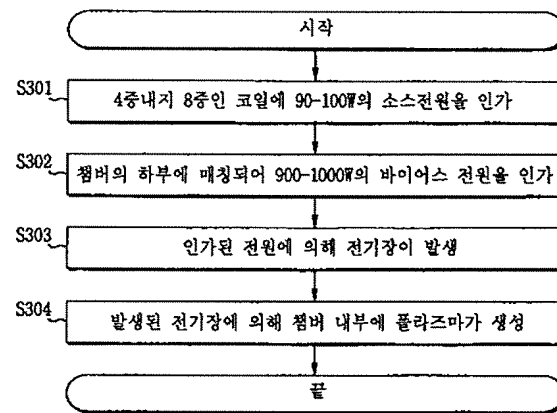 시작
S301
4중내지 8중인 코일에 90-100W의 소스전원을 인가
S302
챔버의 하부에 매칭되어 900-1000W의 바이어스 전원을 인가
S303
인가된 전원에 의해 전기장이 발생
S304
발생된 전기장에 의해 챔버 내부에 플라즈마가 생성
끝